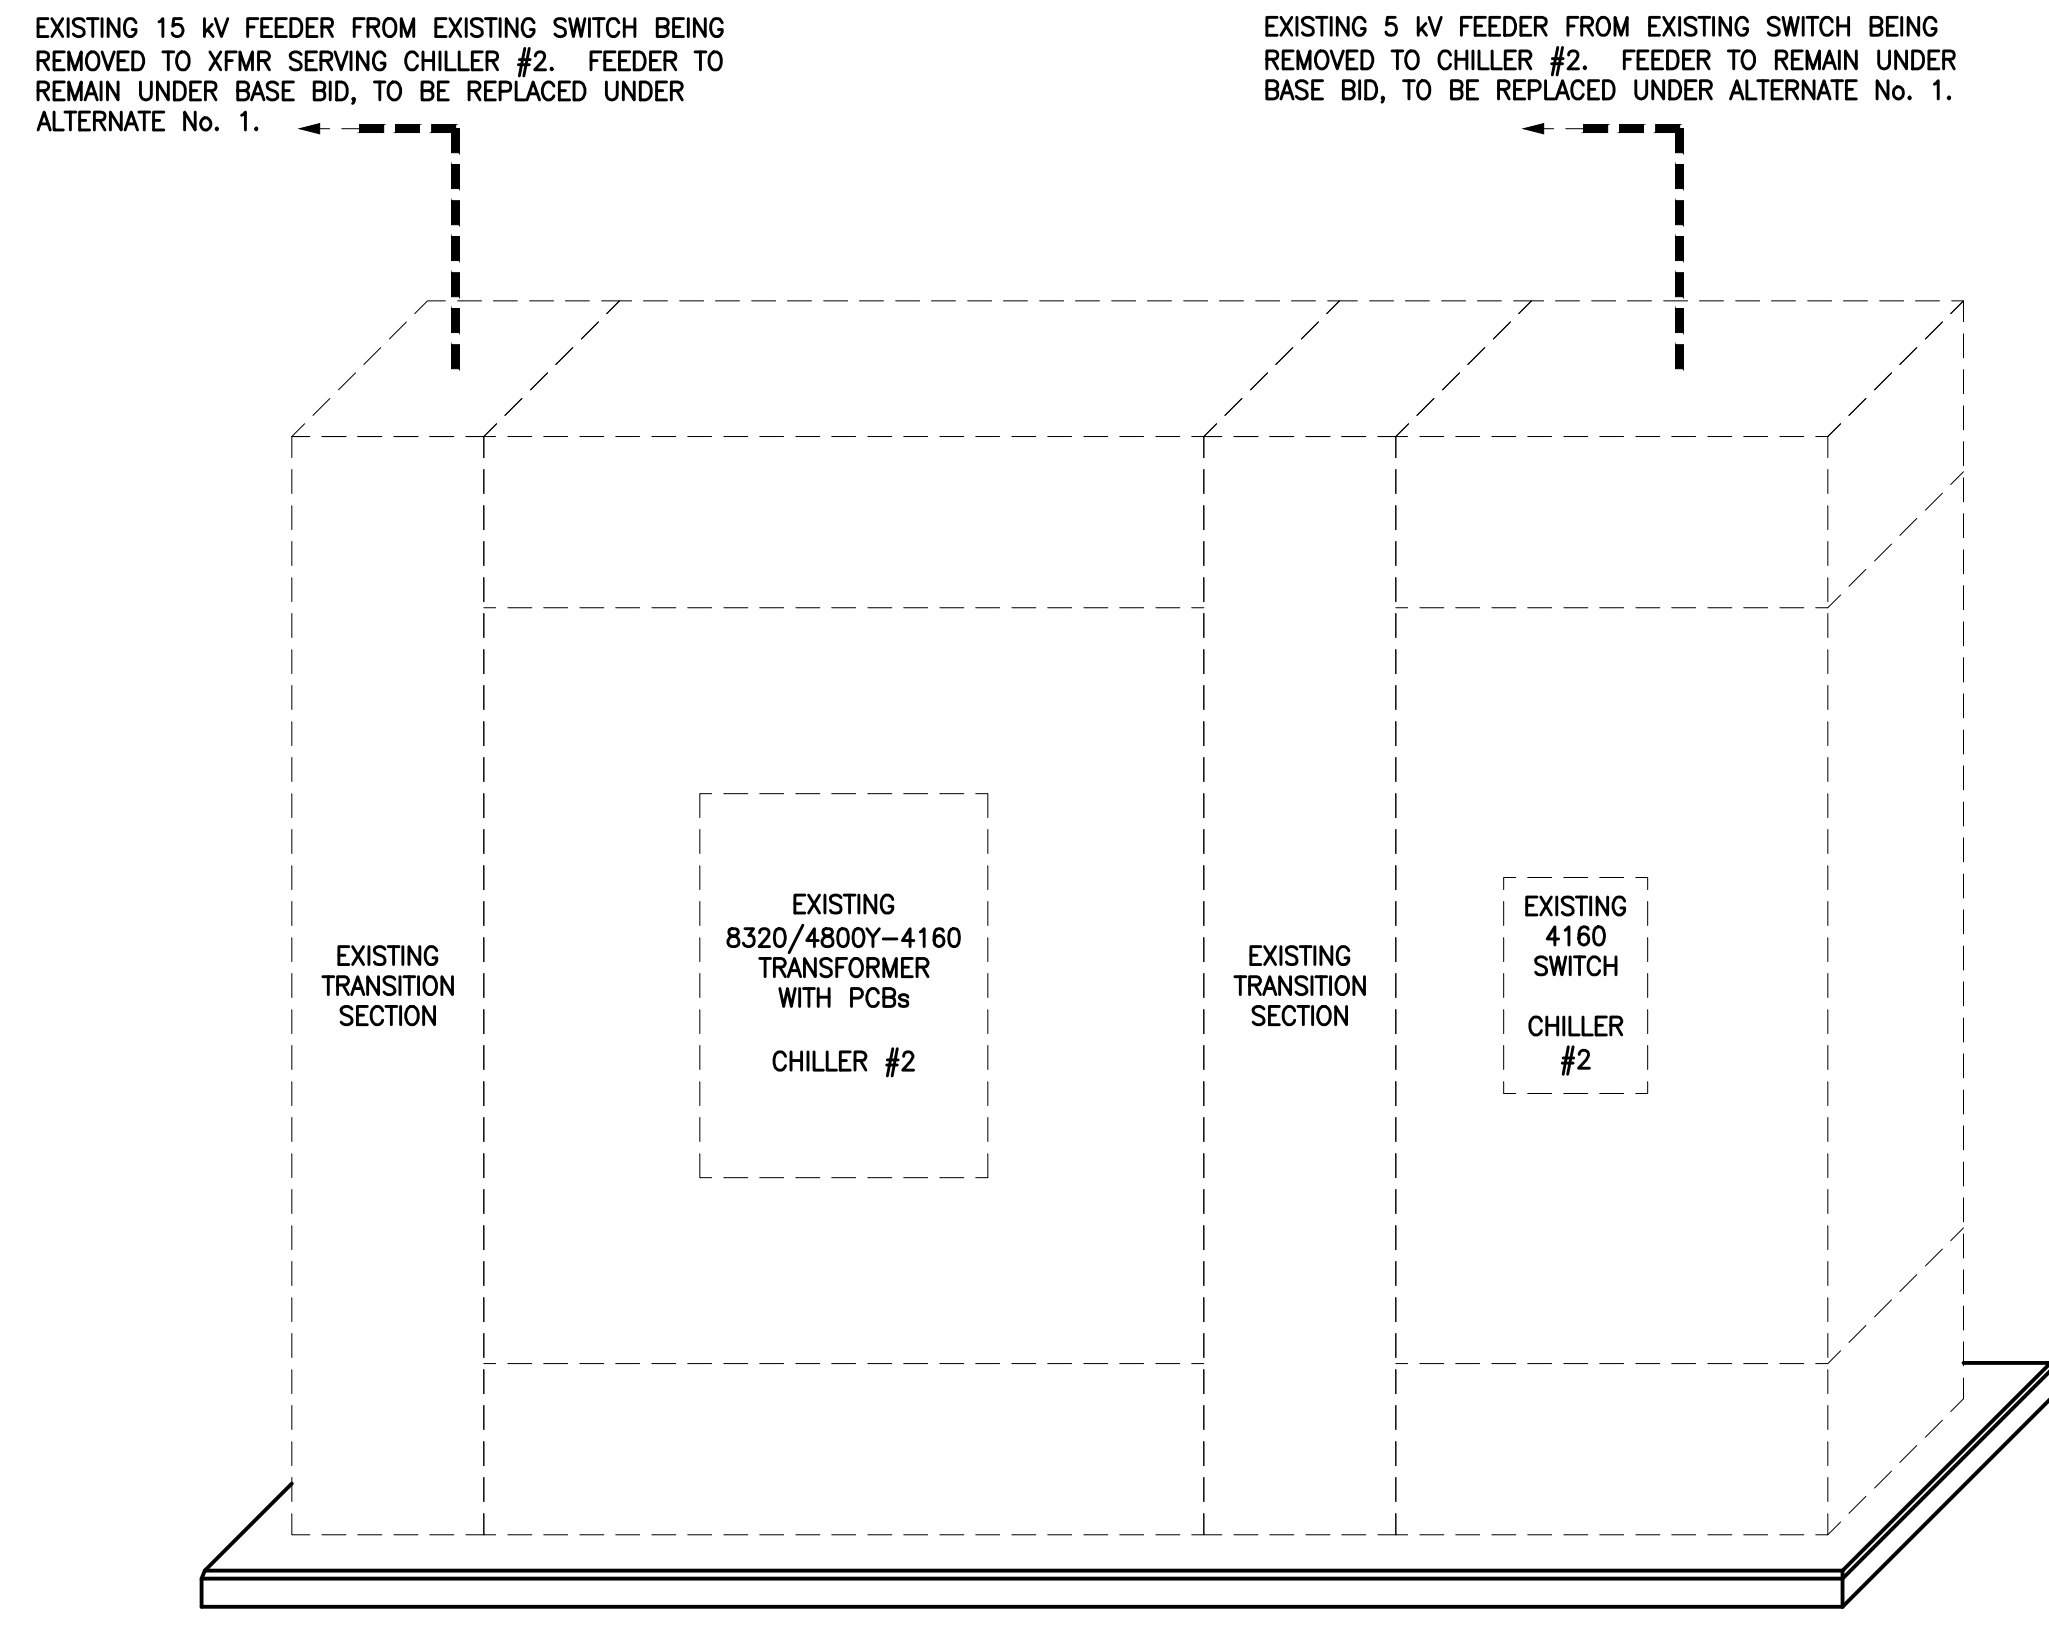 EXISTING 15 kV FEEDER FROM EXISTING SWITCH BEING
REMOVED TO XFMR SERVING CHILLER #2. FEEDER TO
REMAIN UNDER BASE BID, TO BE REPLACED UNDER
ALTERNATE No. 1.
EXISTING 5 kV FEEDER FROM EXISTING SWITCH BEING
REMOVED TO CHILLER #2. FEEDER TO REMAIN UNDER
BASE BID, TO BE REPLACED UNDER ALTERNATE No. 1.
EXISTING
TRANSITION
SECTION
EXISTING
8320/4800Y-4160
TRANSFORMER
WITH PCBs
CHILLER #2
EXISTING
TRANSITION
SECTION
EXISTING
4160
SWITCH
CHILLER
#2